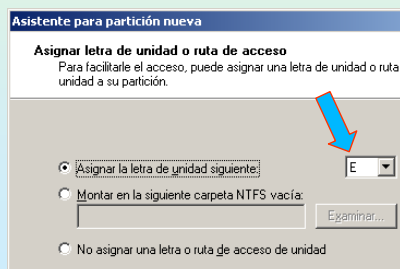 Asistente para partición nueva
Asignar letra de unidad o ruta de acceso
Para facilitarle el acceso, puede asignar una letra de unidad o ruta
unidad a su partición.
Asignar la letra de unidad siguiente: E
Montar en la siguiente carpeta NTFS vacía:
Examinar...
No asignar una letra o ruta de acceso de unidad